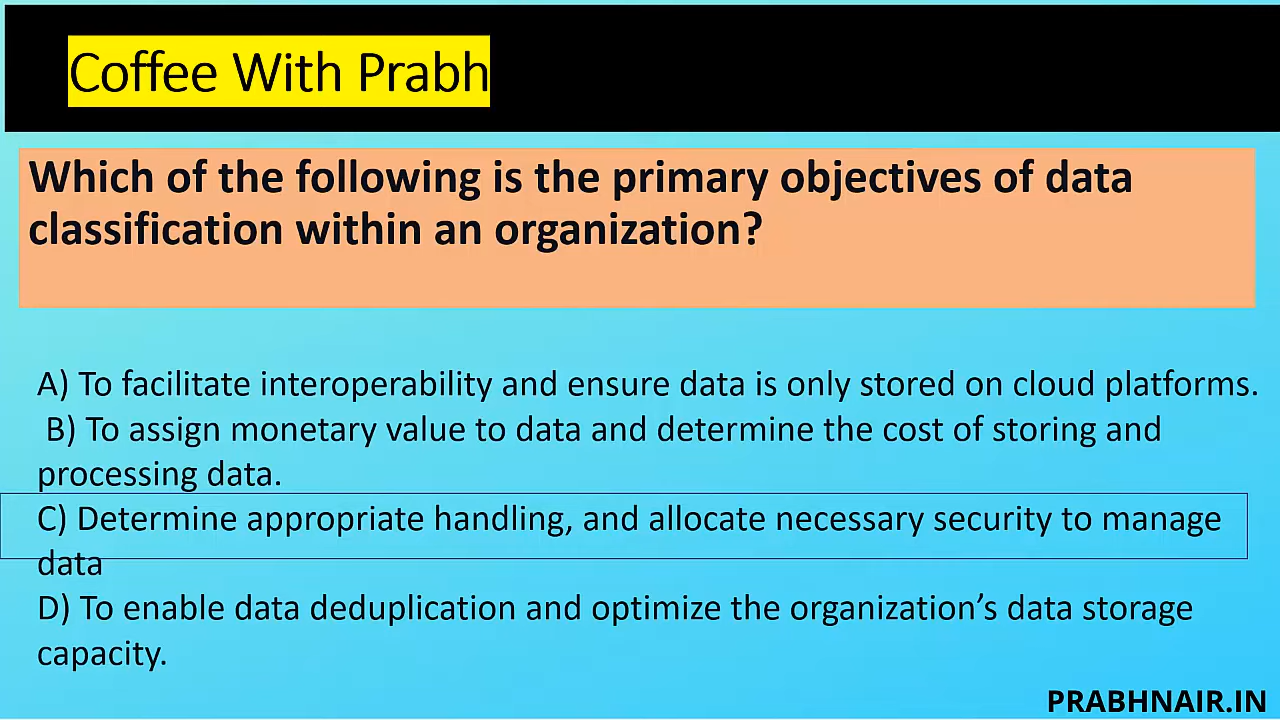 Coffee With Prabh
Which of the following is the primary objectives of data
classification within an organization?
A) To facilitate interoperability and ensure data is only stored on cloud platforms.
B) To assign monetary value to data and determine the cost of storing and
processing data.
C) Determine appropriate handling, and allocate necessary security to manage
data
D) To enable data deduplication and optimize the organization’s data storage
capacity.
PRABHNAIR.IN